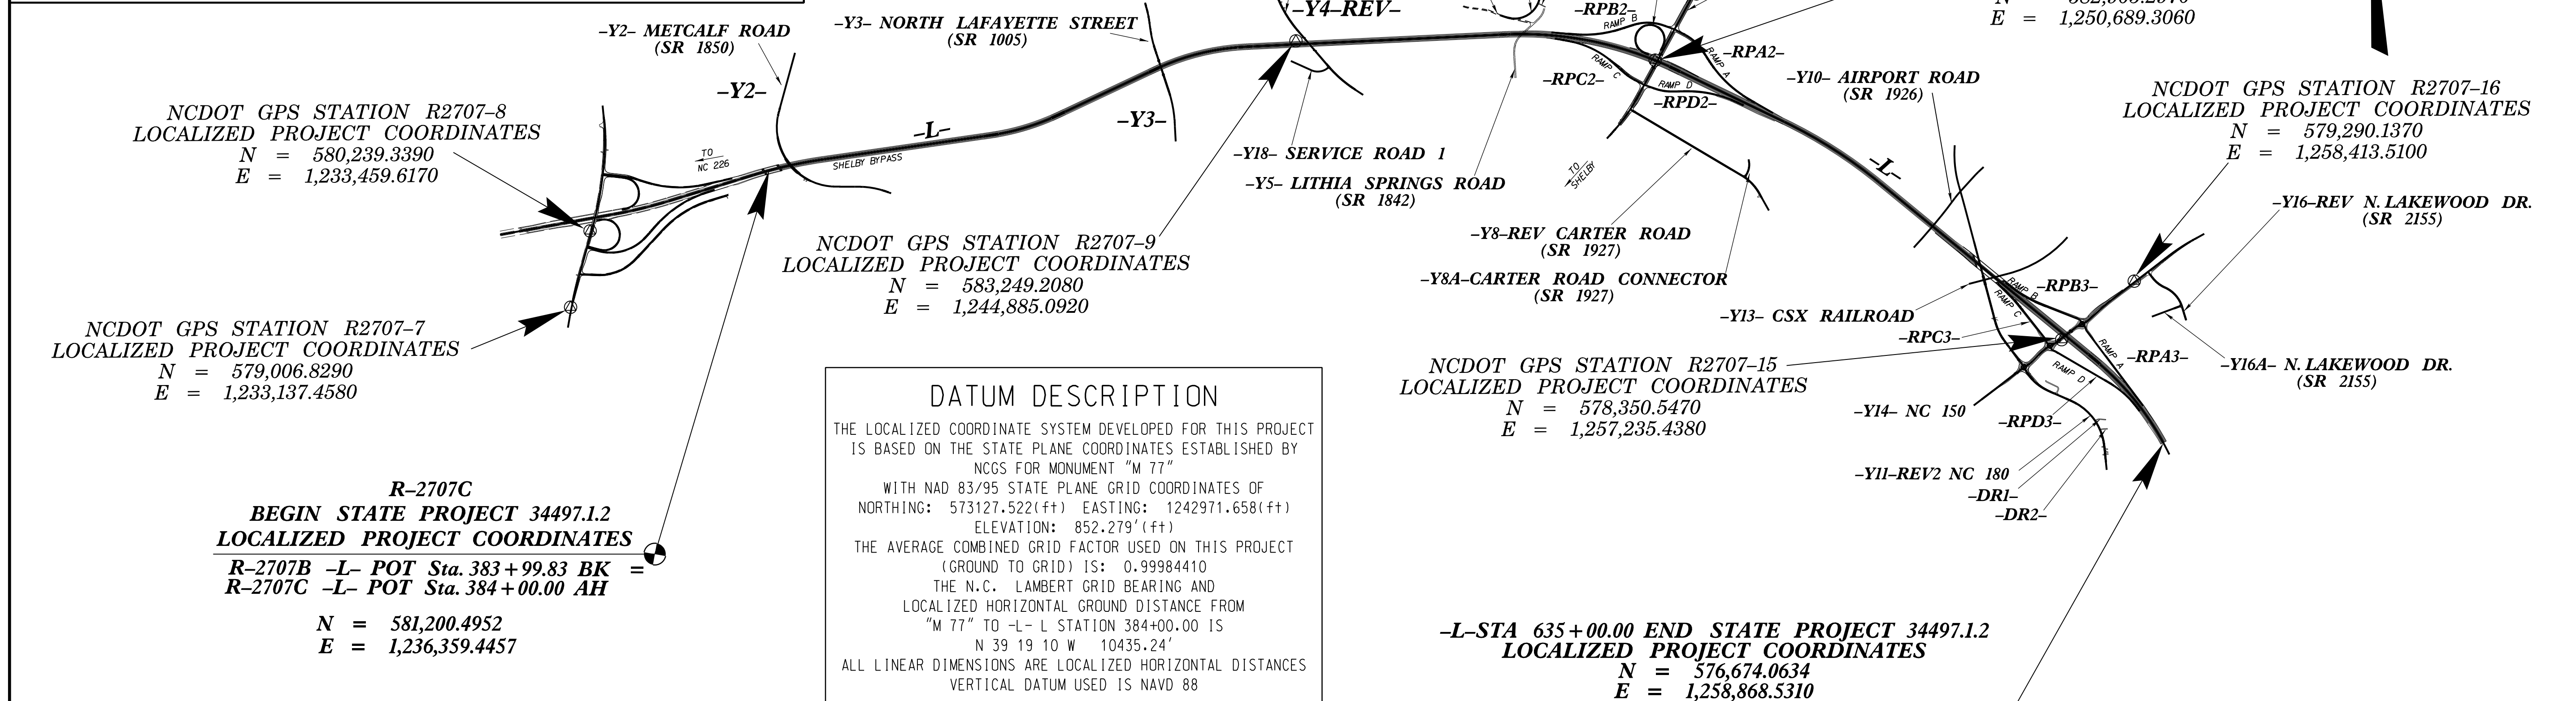 –Y2– METCALF ROAD
(SR 1850)
–Y3– NORTH LAFAYETTE STREET
(SR 1005)
–Y4–REV–
–RPB2–
RAMP B
E = 1,250,689.3060
–RPA2–
RAMP A
RAMP C
–RPC2–
RAMP D
–RPD2–
–Y10– AIRPORT ROAD
(SR 1926)
NCDOT GPS STATION R2707–16
LOCALIZED PROJECT COORDINATES
N = 579,290.1370
E = 1,258,413.5100
–Y2–
–Y3–
NCDOT GPS STATION R2707–8
LOCALIZED PROJECT COORDINATES
N = 580,239.3390
E = 1,233,459.6170
TO
NC 226
–L–
SHELBY BYPASS
–Y18– SERVICE ROAD 1
–Y5– LITHIA SPRINGS ROAD
(SR 1842)
TO
SHELBY
–L–
–Y16–REV N. LAKEWOOD DR.
(SR 2155)
–Y8–REV CARTER ROAD
(SR 1927)
–Y8A–CARTER ROAD CONNECTOR
(SR 1927)
NCDOT GPS STATION R2707–9
LOCALIZED PROJECT COORDINATES
N = 583,249.2080
E = 1,244,885.0920
RAMP B
–RPB3–
RAMP C
–Y13– CSX RAILROAD
–RPC3–
RAMP A
–RPA3–
RAMP D
–Y16A– N. LAKEWOOD DR.
(SR 2155)
NCDOT GPS STATION R2707–7
LOCALIZED PROJECT COORDINATES
N = 579,006.8290
E = 1,233,137.4580
NCDOT GPS STATION R2707–15
LOCALIZED PROJECT COORDINATES
N = 578,350.5470
E = 1,257,235.4380
–Y14– NC 150
–RPD3–
–Y11–REV2 NC 180
–DR1–
–DR2–
DATUM DESCRIPTION
THE LOCALIZED COORDINATE SYSTEM DEVELOPED FOR THIS PROJECT
IS BASED ON THE STATE PLANE COORDINATES ESTABLISHED BY
NCGS FOR MONUMENT "M 77"
WITH NAD 83/95 STATE PLANE GRID COORDINATES OF
NORTHING: 573127.522(ft) EASTING: 1242971.658(ft)
ELEVATION: 852.279'(ft)
THE AVERAGE COMBINED GRID FACTOR USED ON THIS PROJECT
(GROUND TO GRID) IS: 0.99984410
THE N.C. LAMBERT GRID BEARING AND
LOCALIZED HORIZONTAL GROUND DISTANCE FROM
"M 77" TO -L- L STATION 384+00.00 IS
N 39 19 10 W 10435.24'
ALL LINEAR DIMENSIONS ARE LOCALIZED HORIZONTAL DISTANCES
VERTICAL DATUM USED IS NAVD 88
R–2707C
BEGIN STATE PROJECT 34497.1.2
LOCALIZED PROJECT COORDINATES
R–2707B –L– POT Sta. 383+99.83 BK =
R–2707C –L– POT Sta. 384+00.00 AH
N = 581,200.4952
E = 1,236,359.4457
–L–STA 635+00.00 END STATE PROJECT 34497.1.2
LOCALIZED PROJECT COORDINATES
N = 576,674.0634
E = 1,258,868.5310